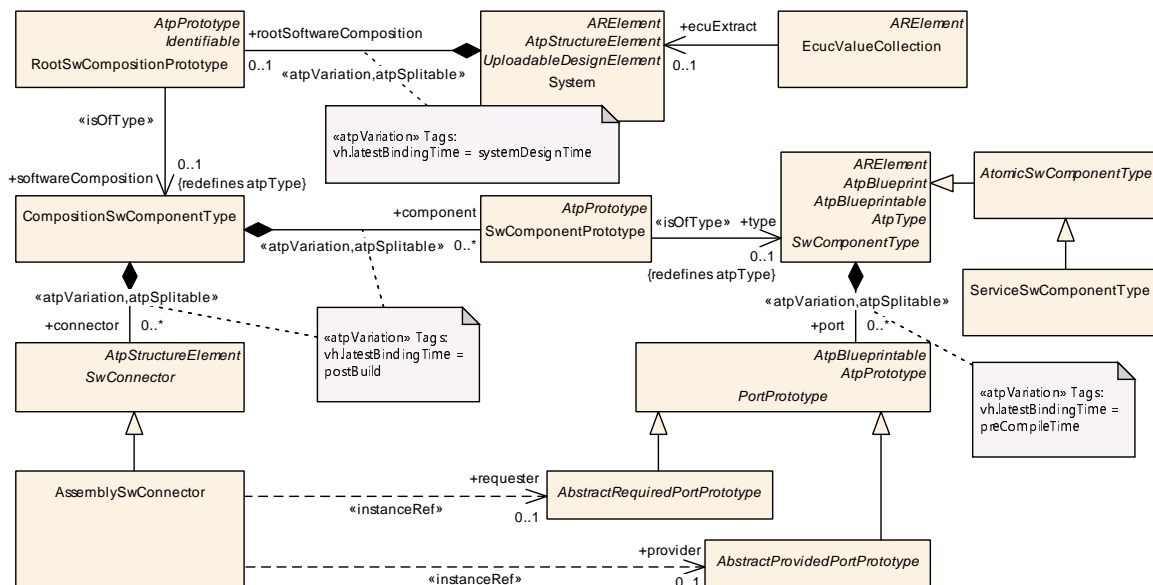 AtpPrototype
Identifiable
RootSwCompositionPrototype
+rootSoftwareComposition
0..1
«atpVariation,atpSplitable»
ARElement
AtpStructureElement
UploadableDesignElement
System
+ecuExtract
0..1
ARElement
EcucValueCollection
«atpVariation» Tags:
vh.latestBindingTime = systemDesignTime
«isOfType»
+softwareComposition
0..1
{redefines atpType}
CompositionSwComponentType
+component
«atpVariation,atpSplitable»
0..*
AtpPrototype
SwComponentPrototype
«isOfType»
+type
0..1
{redefines atpType}
ARElement
AtpBlueprint
AtpBlueprintable
AtpType
SwComponentType
AtomicSwComponentType
ServiceSwComponentType
«atpVariation,atpSplitable»
+connector
0..*
«atpVariation» Tags:
vh.latestBindingTime =
postBuild
«atpVariation,atpSplitable»
+port
0..*
AtpStructureElement
SwConnector
AtpBlueprintable
AtpPrototype
PortPrototype
«atpVariation» Tags:
vh.latestBindingTime =
preCompileTime
AssemblySwConnector
+requester
«instanceRef»
0..1
AbstractRequiredPortPrototype
+provider
«instanceRef»
0..1
AbstractProvidedPortPrototype